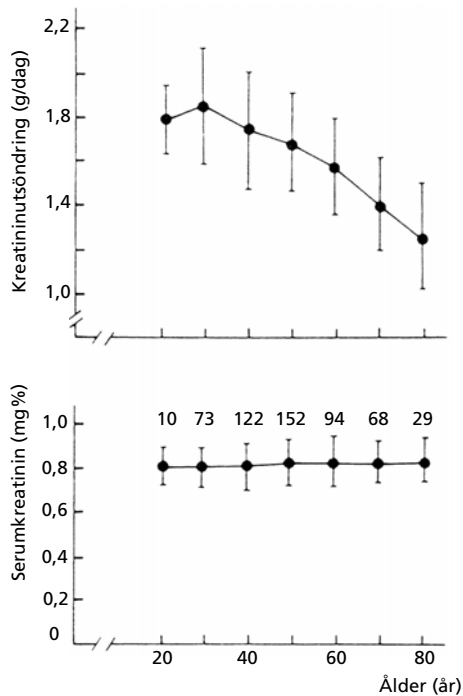 Kreatininutsöndring (g/dag)
2,2
1,8
1,4
1,0
Serumkreatinin (mg%)
1,0
0,8
0,6
0,4
0,2
0
10 73 122 152 94 68 29
20 40 60 80
Ålder (år)